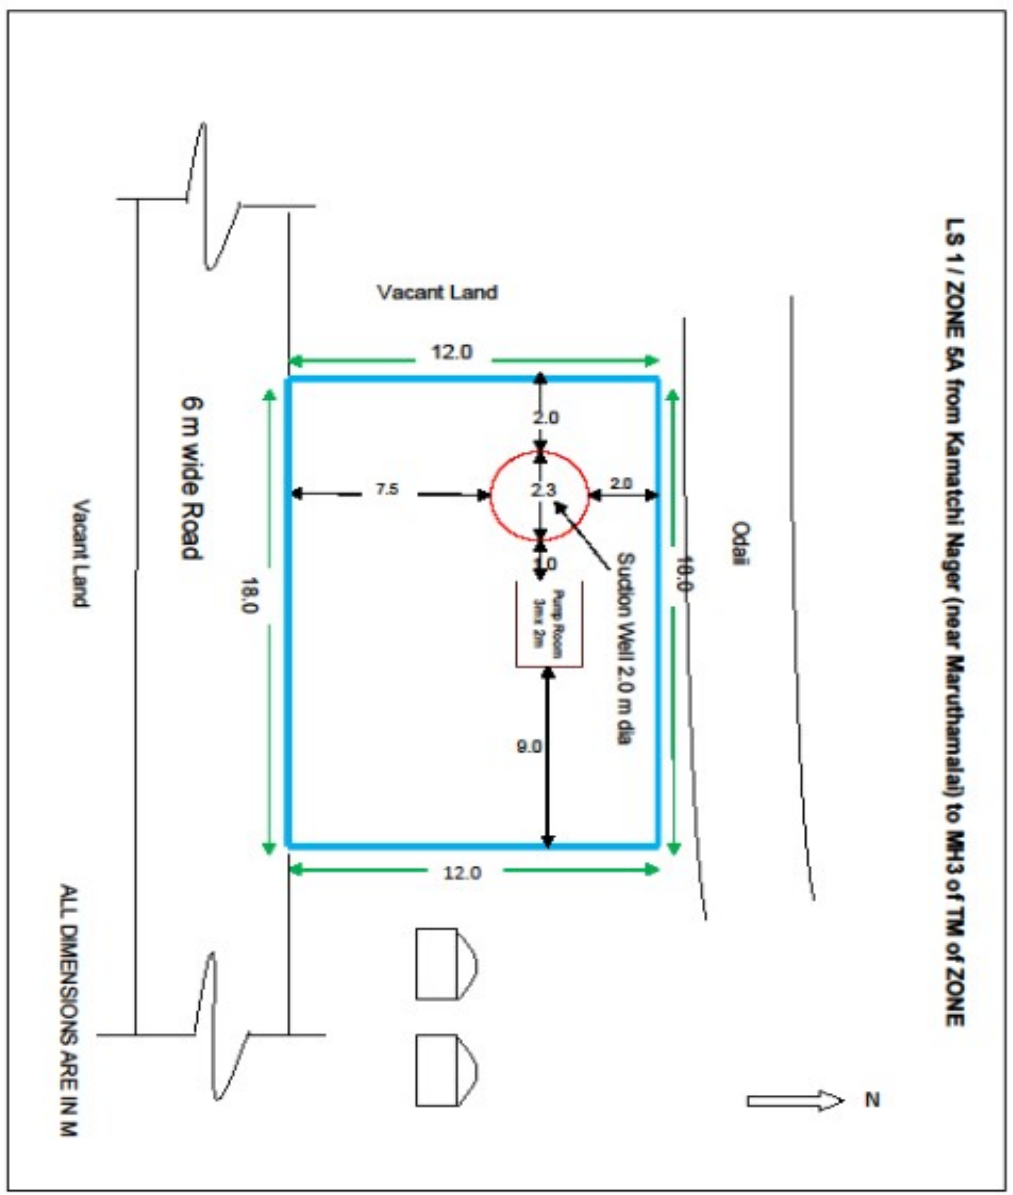 LS 1 / ZONE 5A from Kamatchi Nager (near Maruthamalai) to MH3 of TM of ZONE
Vacant Land
12.0
2.0
6 m wide Road
7.5
2.3
2.0
Vacant Land
Odaii
18.0
1.0
18.0
Suction Well 2.0 m dia
Pump Room
3m x 2m
9.0
12.0
ALL DIMENSIONS ARE IN M
N